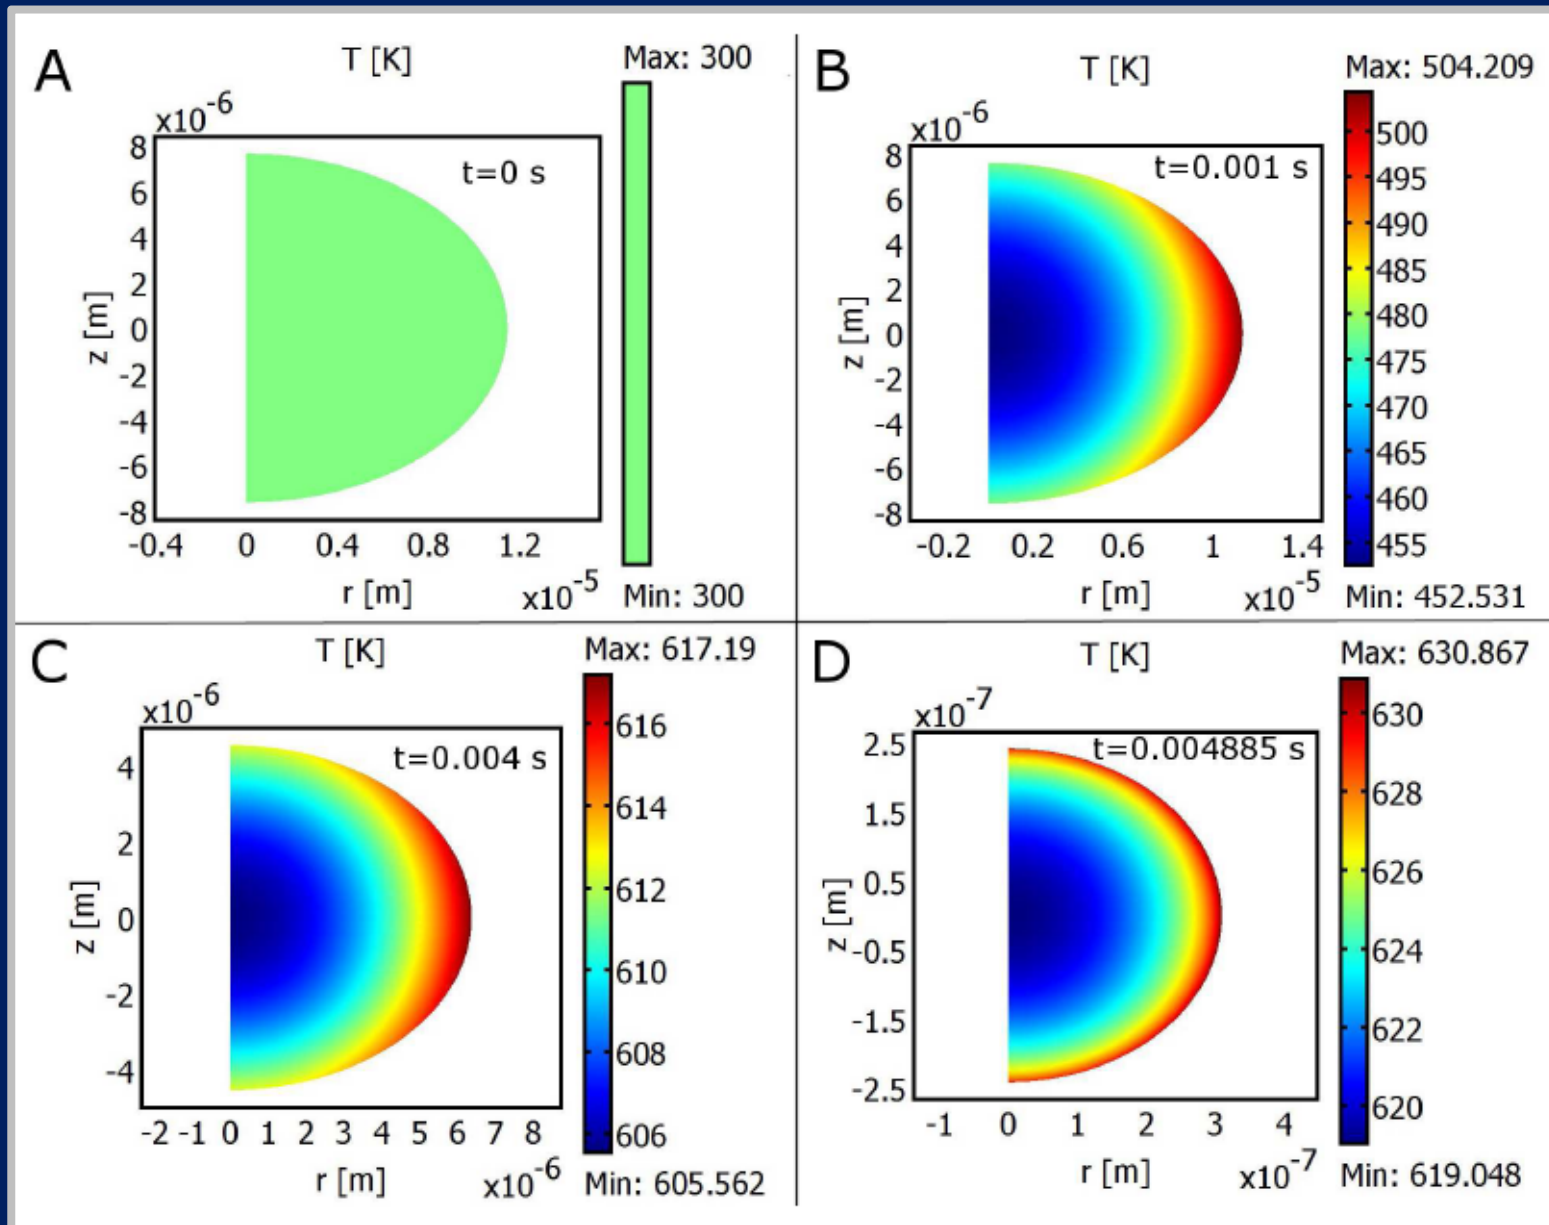 A
T [K]
Max: 300
x10-6
t=0 s
8
6
4
2
0
-2
-4
-6
-8
z [m]
-0.4 0 0.4 0.8 1.2
r [m]
x10-5
Min: 300
B
T [K]
Max: 504.209
x10-6
t=0.001 s
8
6
4
2
0
-2
-4
-6
-8
z [m]
-0.2 0.2 0.6 1 1.4
r [m]
x10-5
500
495
490
485
480
475
470
465
460
455
Min: 452.531
C
T [K]
Max: 617.19
x10-6
t=0.004 s
4
2
0
-2
-4
z [m]
-2 -1 0 1 2 3 4 5 6 7 8
r [m]
x10-6
616
614
612
610
608
606
Min: 605.562
D
T [K]
Max: 630.867
x10-7
t=0.004885 s
2.5
1.5
0.5
-0.5
-1.5
-2.5
z [m]
-1 0 1 2 3 4
r [m]
x10-7
630
628
626
624
622
620
Min: 619.048